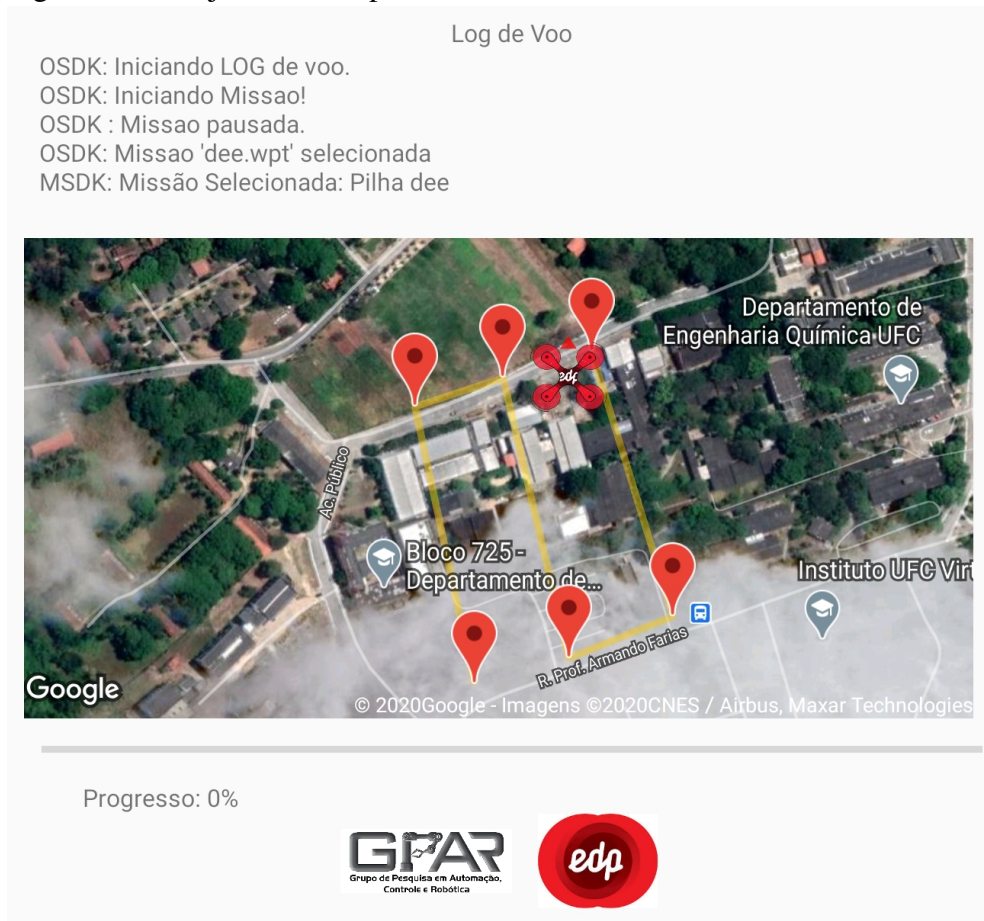 Log de Voo
OSDK: Iniciando LOG de voo.
OSDK: Iniciando Missao!
OSDK : Missao pausada.
OSDK: Missao 'dee.wpt' selecionada
MSDK: Missão Selecionada: Pilha dee
Departamento de
Engenharia Química UFC
edp
Ac. Público
Bloco 725 -
Departamento de...
Instituto UFC Virt
R. Prof. Armando Farias
Google
© 2020Google - Imagens ©2020CNES / Airbus, Maxar Technologies
Progresso: 0%
GPAR
Grupo de Pesquisa em Automação,
Controle e Robótica
edp